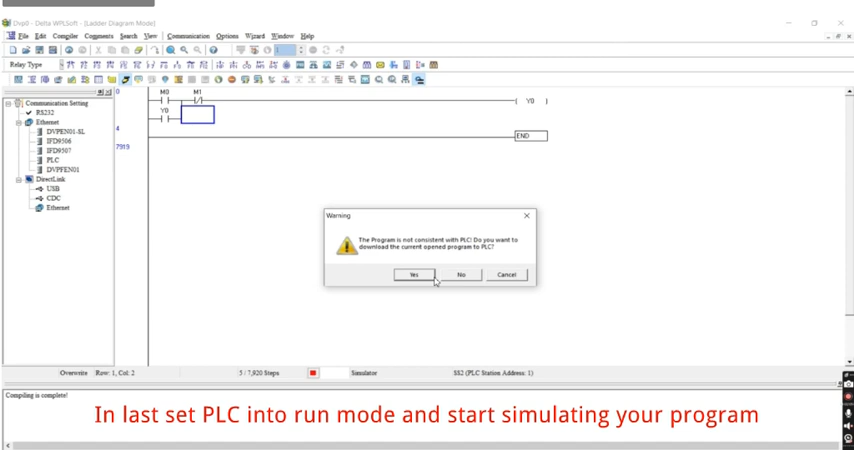 Dvp0 - Delta WPLSoft - [Ladder Diagram Mode]
File Edit Compiler Comments Search View Communication Options Wizard Window Help
Relay Type
Communication Setting
RS232
Ethernet
DVPEN01-SL
IFD9506
IFD9507
PLC
DVPFEN01
DirectLink
USB
CDC
Ethernet
0
M0
M1
Y0
Y0
4
END
7919
Warning
The Program is not consistent with PLC! Do you want to
download the current opened program to PLC?
Yes
No
Cancel
Overwrite
Row: 1, Col: 2
5 / 7,920 Steps
Simulator
SS2 (PLC Station Address: 1)
Compiling is complete!
In last set PLC into run mode and start simulating your program